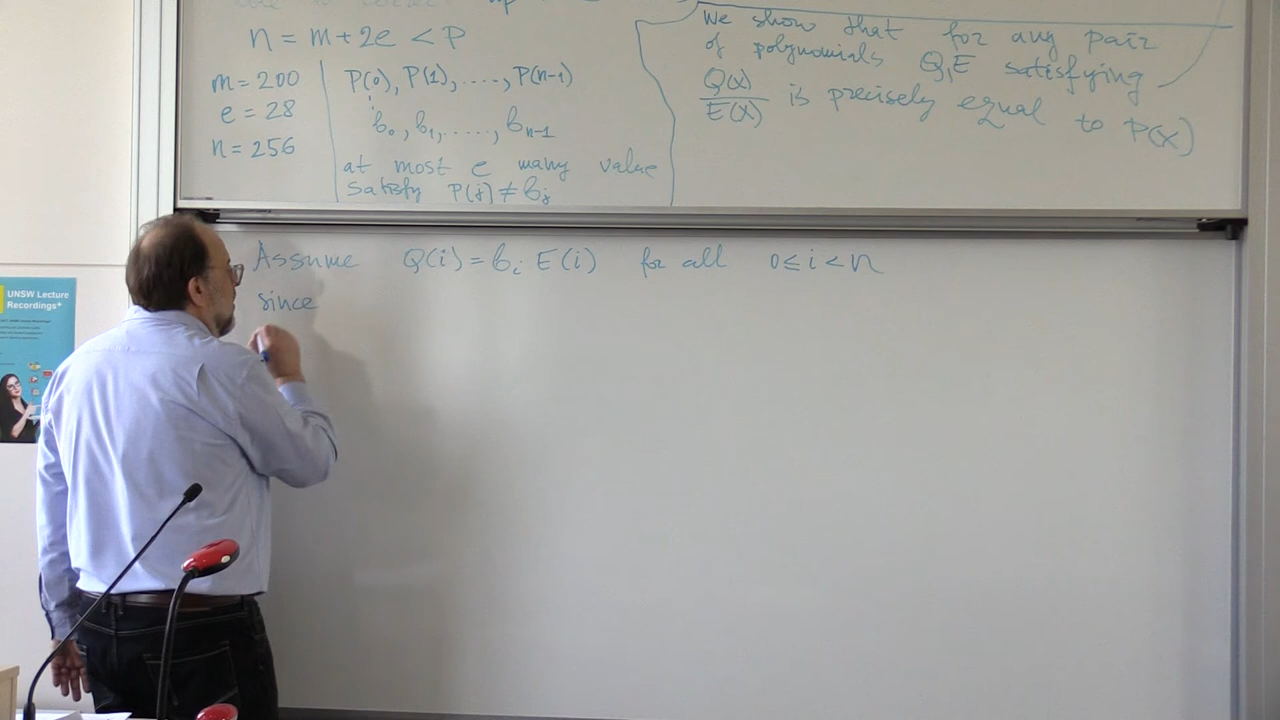 n = m + 2e < p
m = 200
e = 28
n = 256
P(0), P(1), ....., P(n-1)
b₀, b₁, ......, bₙ₋₁
at most e many value
satisfy P(j) ≠ bⱼ
We show that for any pair
of polynomials Q,E satisfying
Q(x)/E(x) is precisely equal to P(x)
Assume Q(i) = bᵢ E(i) for all 0 ≤ i < n
since
UNSW Lecture
Recordings+